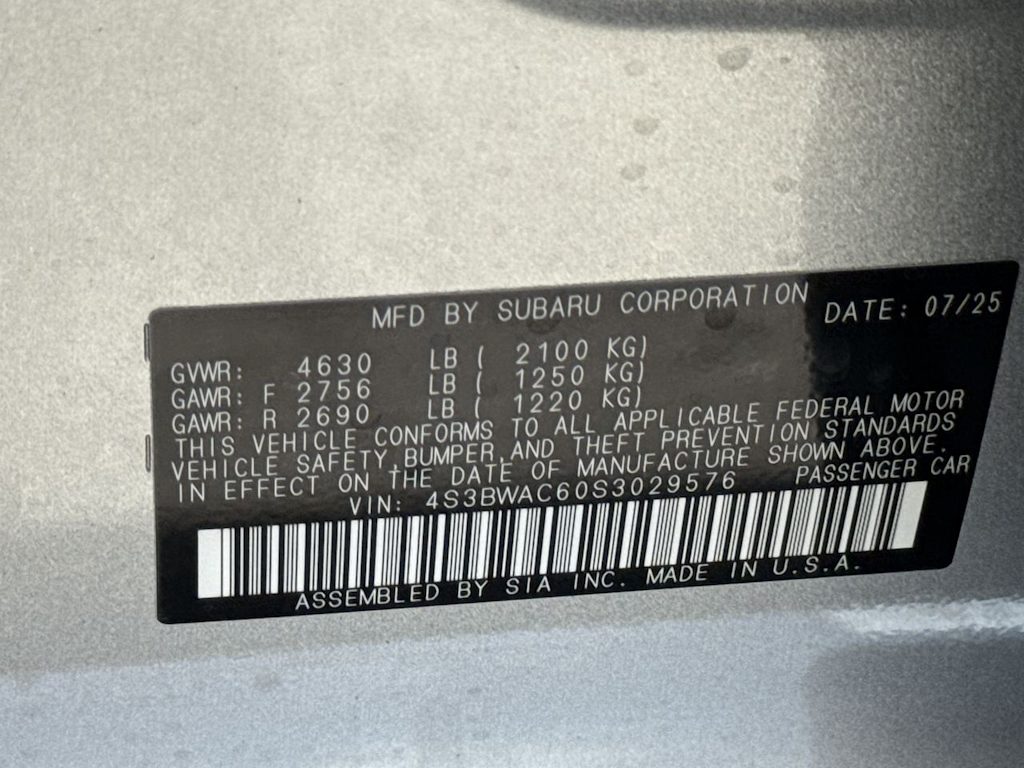 MFD BY SUBARU CORPORATION DATE: 07/25
GVWR: 4630 LB ( 2100 KG)
GAWR: F 2756 LB ( 1250 KG)
GAWR: R 2690 LB ( 1220 KG)
THIS VEHICLE CONFORMS TO ALL APPLICABLE FEDERAL MOTOR
VEHICLE SAFETY, BUMPER, AND THEFT PREVENTION STANDARDS
IN EFFECT ON THE DATE OF MANUFACTURE SHOWN ABOVE.
VIN: 4S3BWAC60S3029576 PASSENGER CAR
ASSEMBLED BY SIA INC. MADE IN U.S.A.